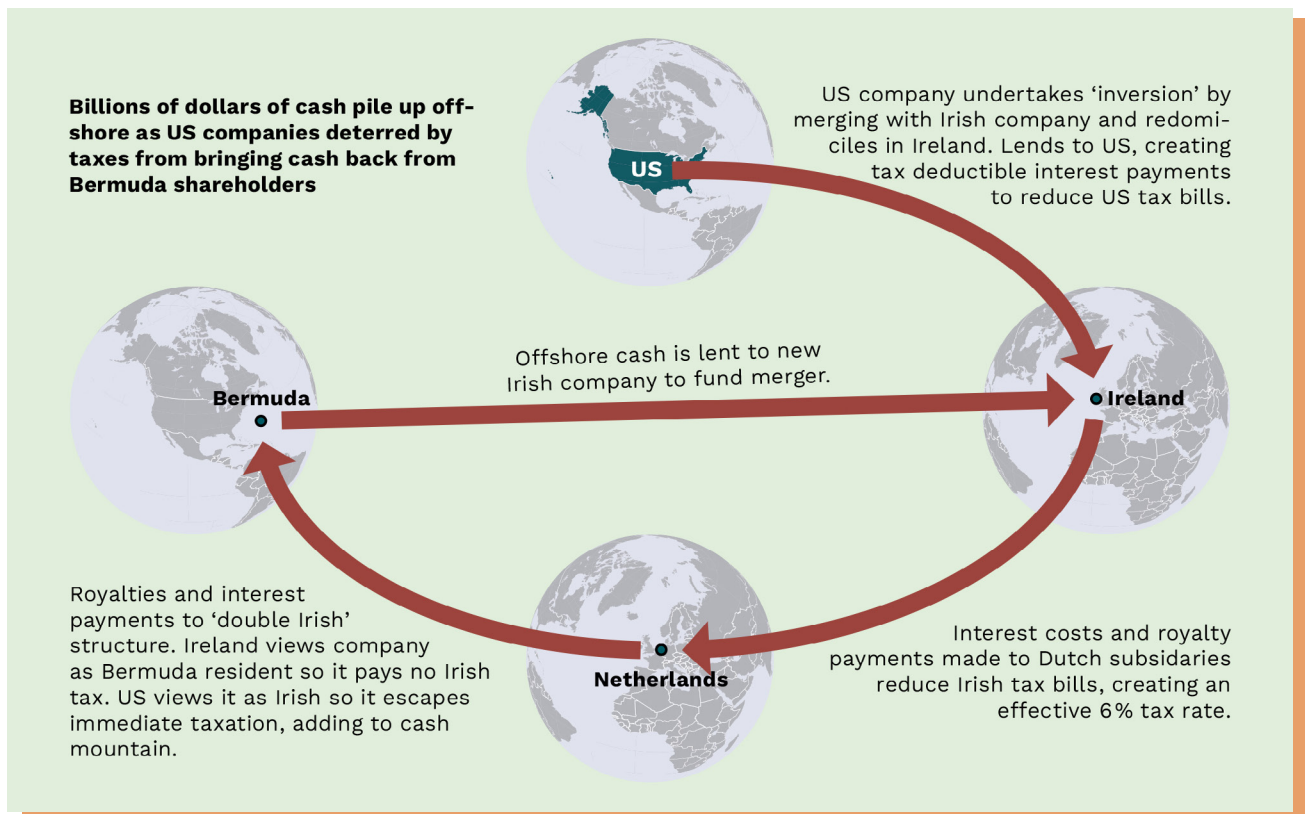 Billions of dollars of cash pile up off-
shore as US companies deterred by
taxes from bringing cash back from
Bermuda shareholders
US company undertakes ‘inversion’ by
merging with Irish company and redomi-
ciles in Ireland. Lends to US, creating
tax deductible interest payments
to reduce US tax bills.
US
Offshore cash is lent to new
Irish company to fund merger.
Bermuda
Ireland
Royalties and interest
payments to ‘double Irish’
structure. Ireland views company
as Bermuda resident so it pays no Irish
tax. US views it as Irish so it escapes
immediate taxation, adding to cash
mountain.
Netherlands
Interest costs and royalty
payments made to Dutch subsidaries
reduce Irish tax bills, creating an
effective 6% tax rate.